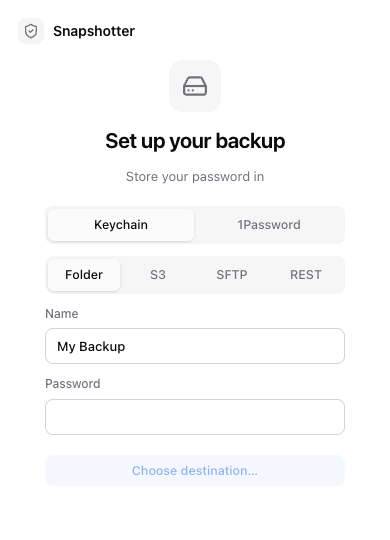 Snapshotter
Set up your backup
Store your password in
Keychain 1Password
Folder S3 SFTP REST
Name
My Backup
Password
Choose destination...